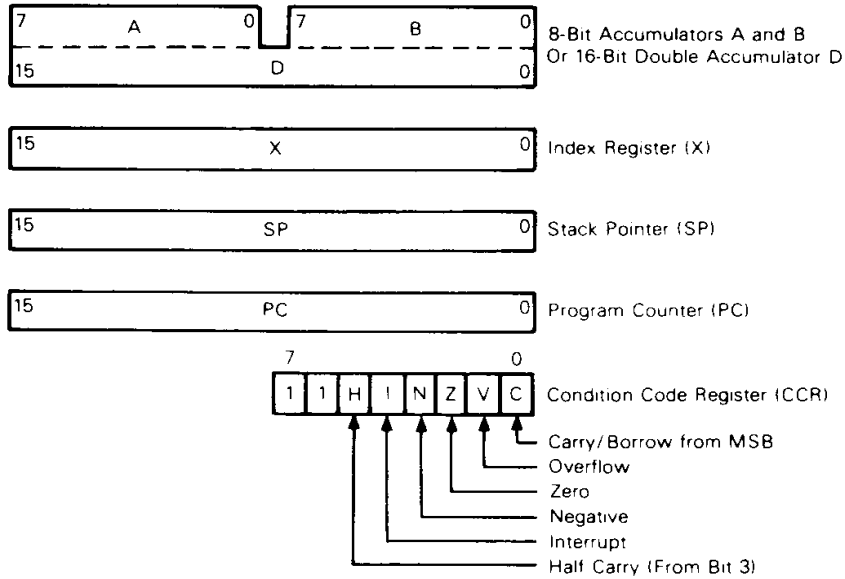 7 A 0 7 B 0
8-Bit Accumulators A and B
15 D 0
Or 16-Bit Double Accumulator D
15 X 0
Index Register (X)
15 SP 0
Stack Pointer (SP)
15 PC 0
Program Counter (PC)
7 0
1 1 H I N Z V C
Condition Code Register (CCR)
Carry/Borrow from MSB
Overflow
Zero
Negative
Interrupt
Half Carry (From Bit 3)